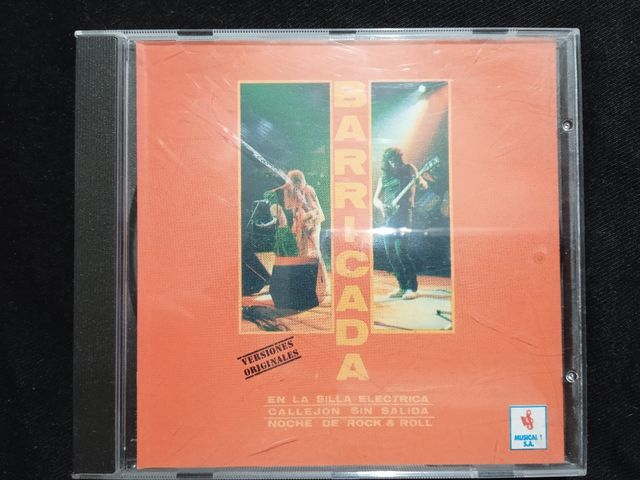 BARRICADA
VERSIONES
ORIGINALES
EN LA SILLA ELECTRICA
CALLEJON SIN SALIDA
NOCHE DE ROCK & ROLL
MUSICAL 1
S.A.